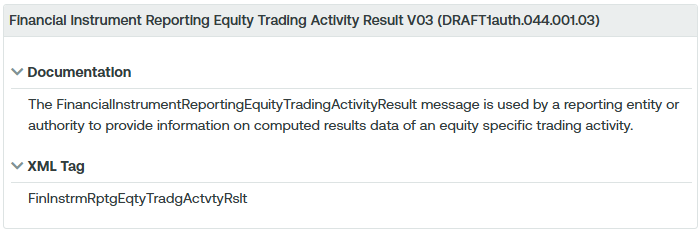 Financial Instrument Reporting Equity Trading Activity Result V03 (DRAFT1auth.044.001.03)
Documentation
The FinancialInstrumentReportingEquityTradingActivityResult message is used by a reporting entity or
authority to provide information on computed results data of an equity specific trading activity.
XML Tag
FinInstrmRptgEqtyTradgActvtyRslt